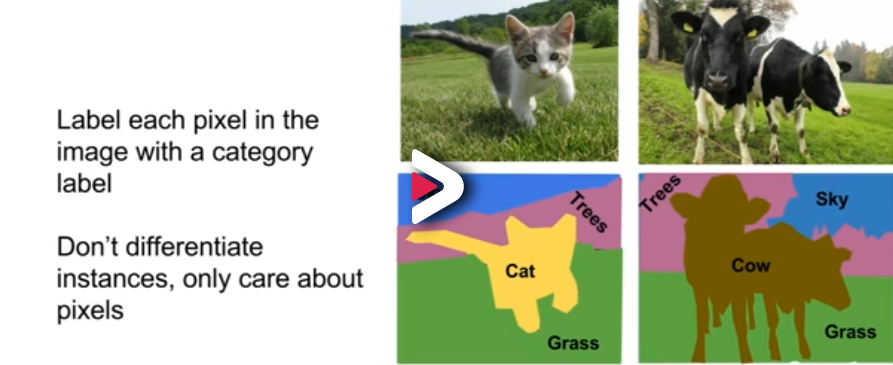 Label each pixel in the
image with a category
label
Don't differentiate
instances, only care about
pixels
Trees
Cat
Grass
Trees
Sky
Cow
Grass